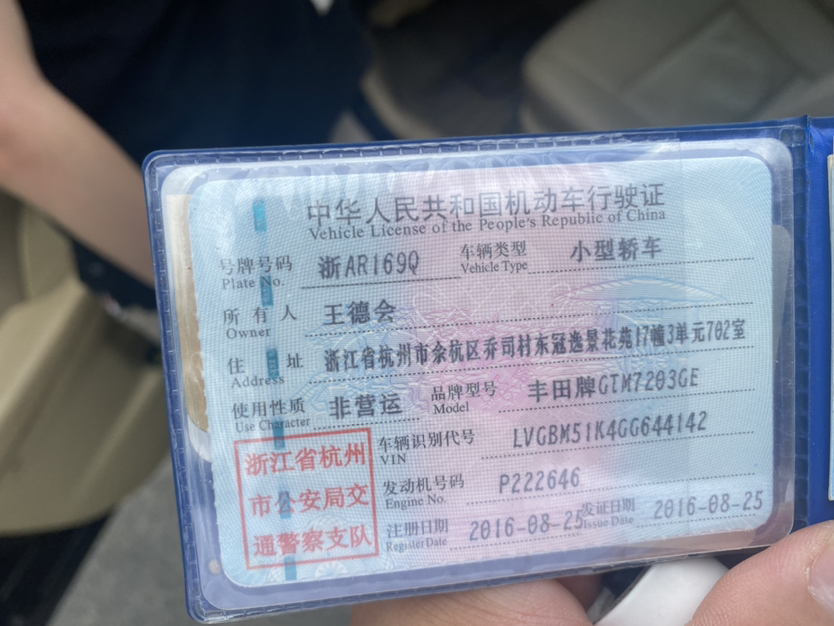 中华人民共和国机动车行驶证
Vehicle License of the People's Republic of China
号牌号码 浙AR169Q 车辆类型 小型轿车
Plate No. Vehicle Type
所有人 王德会
Owner
住址 浙江省杭州市余杭区乔司村东冠逸景花苑17幢3单元702室
Address
使用性质 非营运 品牌型号 丰田牌GTM7203GE
Use Character Model
浙江省杭州 车辆识别代号 LVGBM51K4GG644142
VIN
市公安局交 发动机号码 P222646
Engine No.
通警察支队 注册日期 2016-08-25 发证日期 2016-08-25
Register Date Issue Date